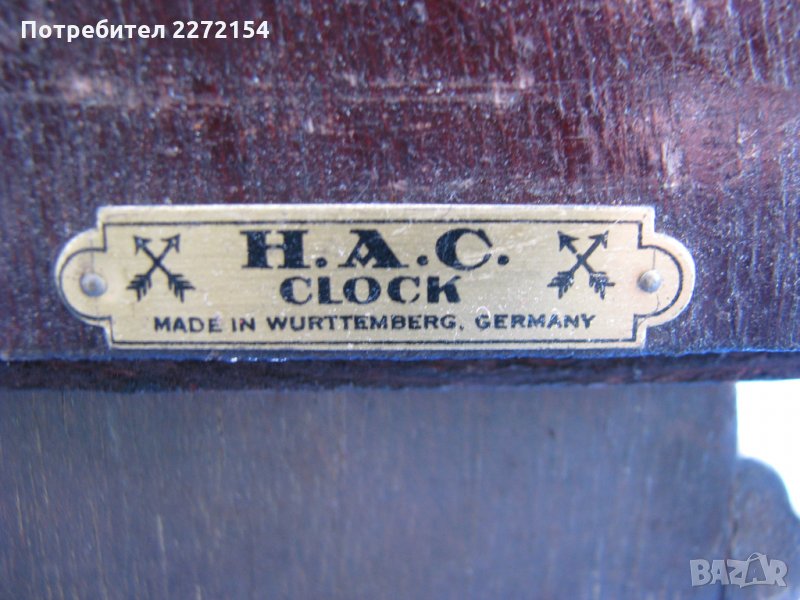 Потребител 2272154
H.A.C.
CLOCK
MADE IN WURTTEMBERG, GERMANY
BAZAR